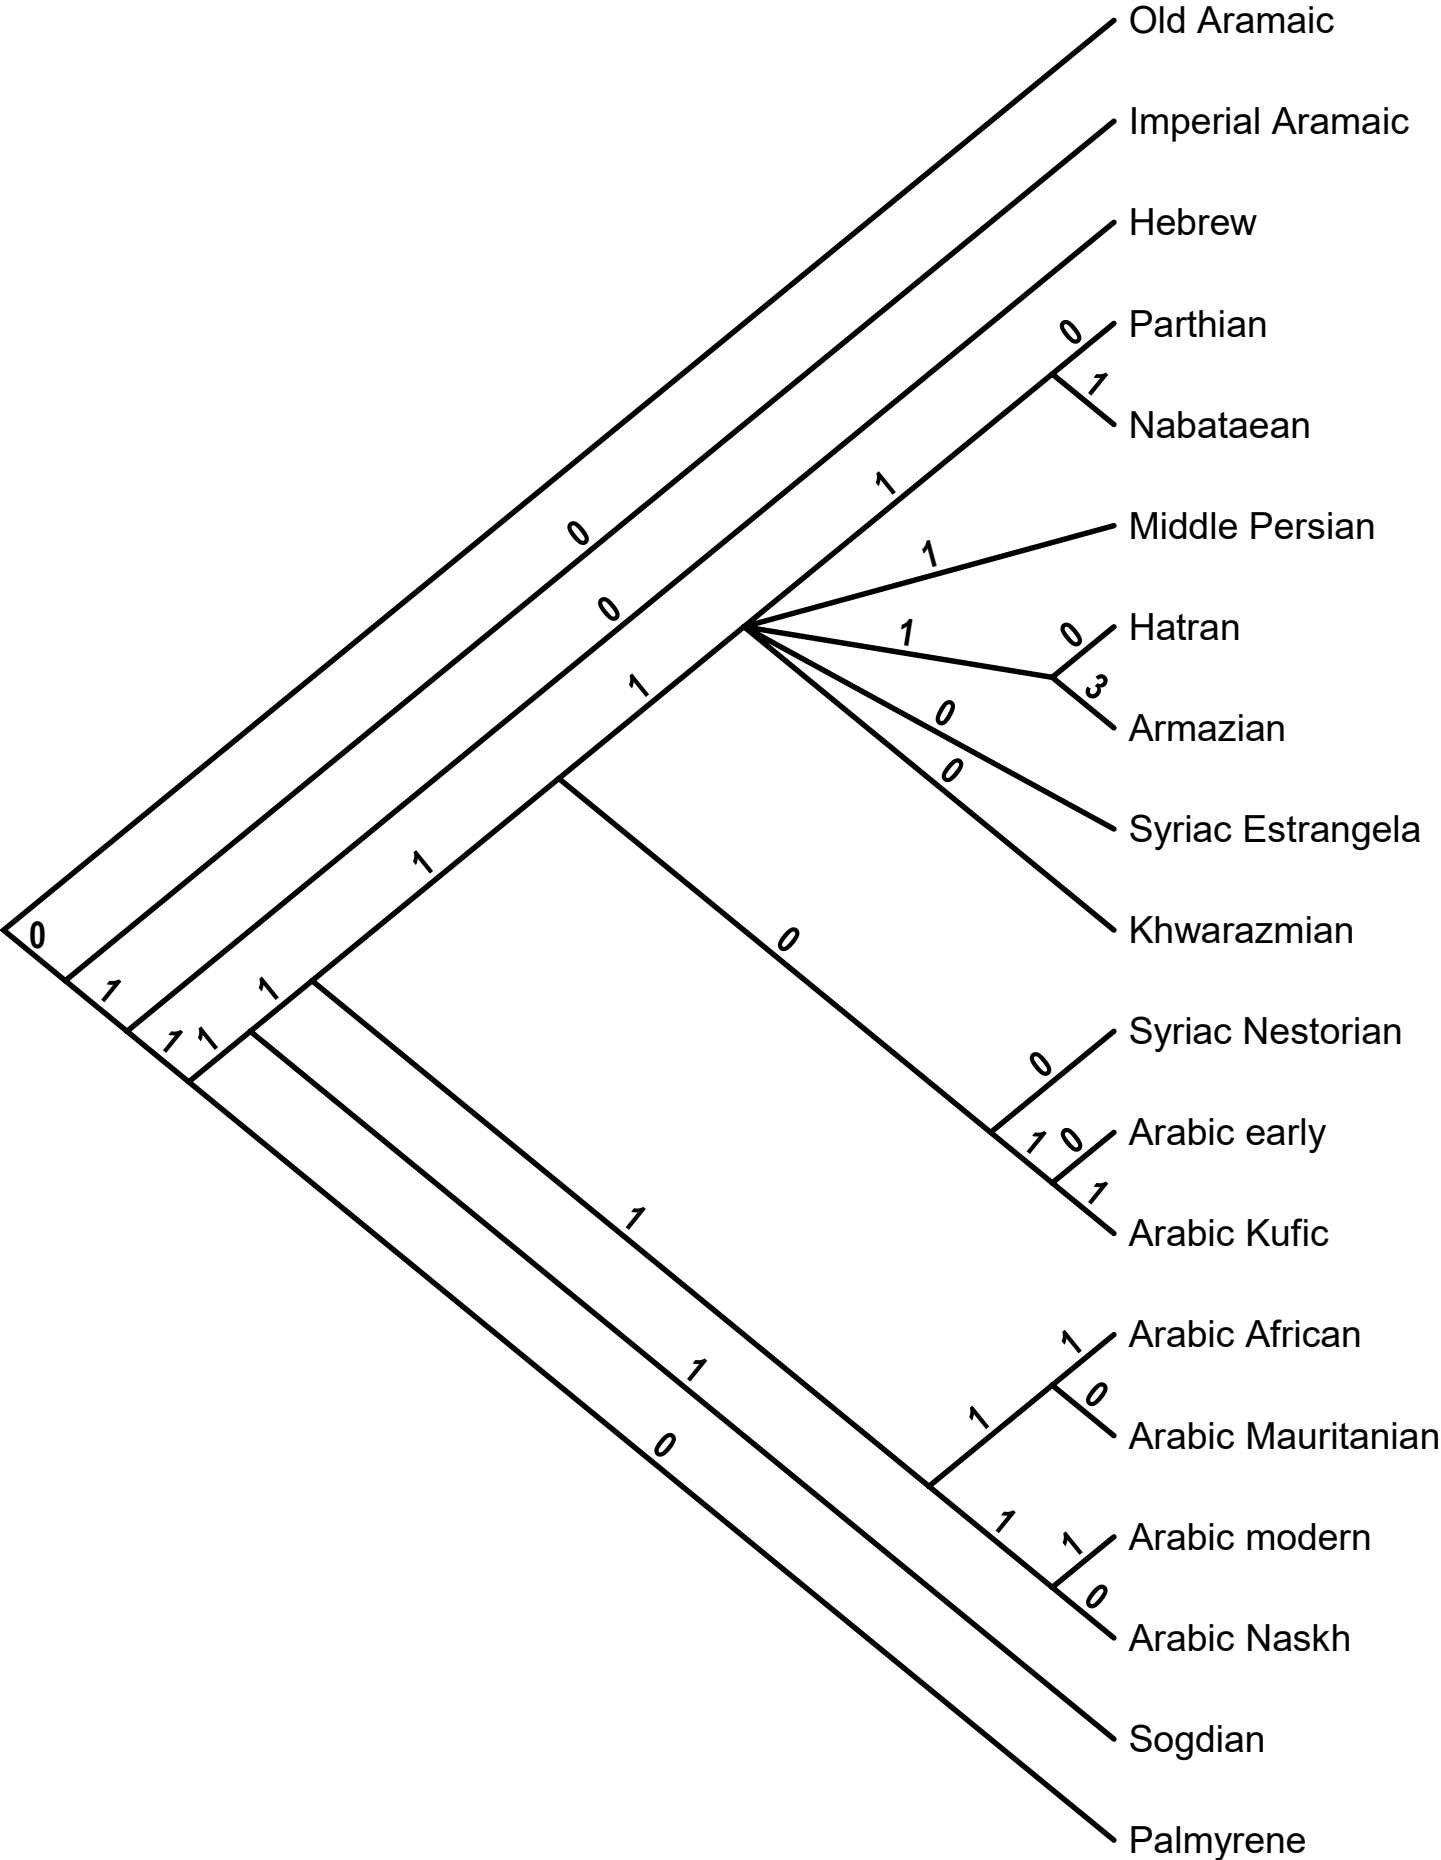 Old Aramaic
Imperial Aramaic
Hebrew
0 Parthian
1
Nabataean
1
0
Middle Persian
1
0
1
0 Hatran
1
3
0
Armazian
0
Syriac Estrangela
1
0
0
Khwarazmian
1
1
1
1
Syriac Nestorian
0
1
0
Arabic early
1
1
Arabic Kufic
1
Arabic African
1
0
1
Arabic Mauritanian
0
1
1
Arabic modern
0
Arabic Naskh
Sogdian
Palmyrene